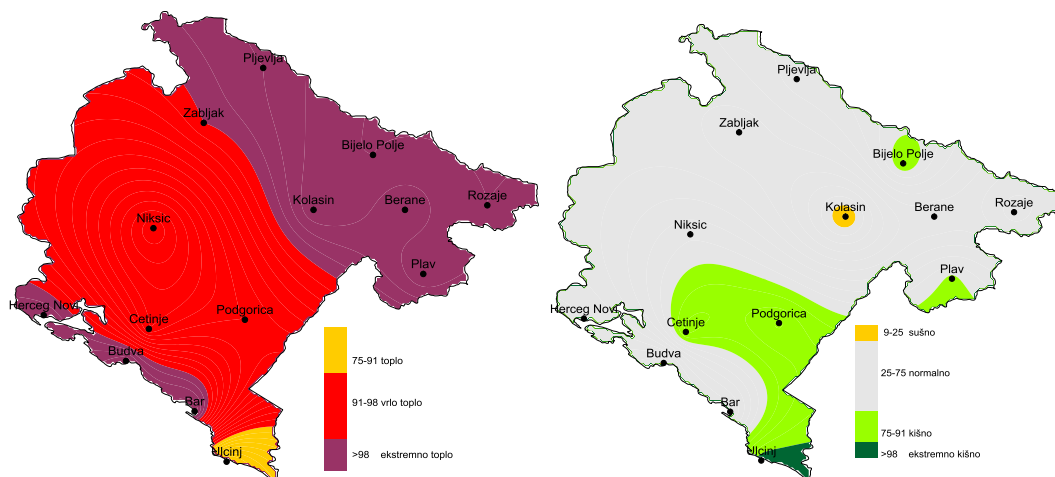 Pljevlja
Zabljak
Bijelo Polje
Kolasin
Berane
Rozaje
Niksic
Plav
Herceg Novi
Cetinje
Podgorica
Budva
Bar
Ulcinj
75-91 toplo
91-98 vrlo toplo
>98 ekstremno toplo
Pljevlja
Zabljak
Bijelo Polje
Kolasin
Berane
Rozaje
Niksic
Plav
Herceg Novi
Cetinje
Podgorica
Budva
Bar
Ulcinj
9-25 sušno
25-75 normalno
75-91 kišno
>98 ekstremno kišno